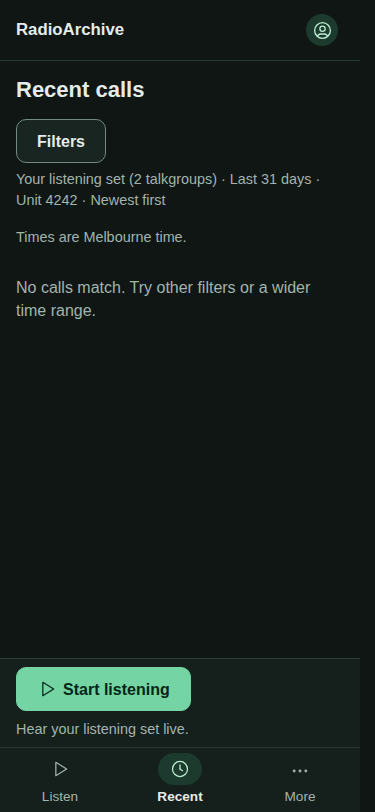 RadioArchive
Recent calls
Filters
Your listening set (2 talkgroups) · Last 31 days ·
Unit 4242 · Newest first
Times are Melbourne time.
No calls match. Try other filters or a wider
time range.
Start listening
Hear your listening set live.
Listen
Recent
More